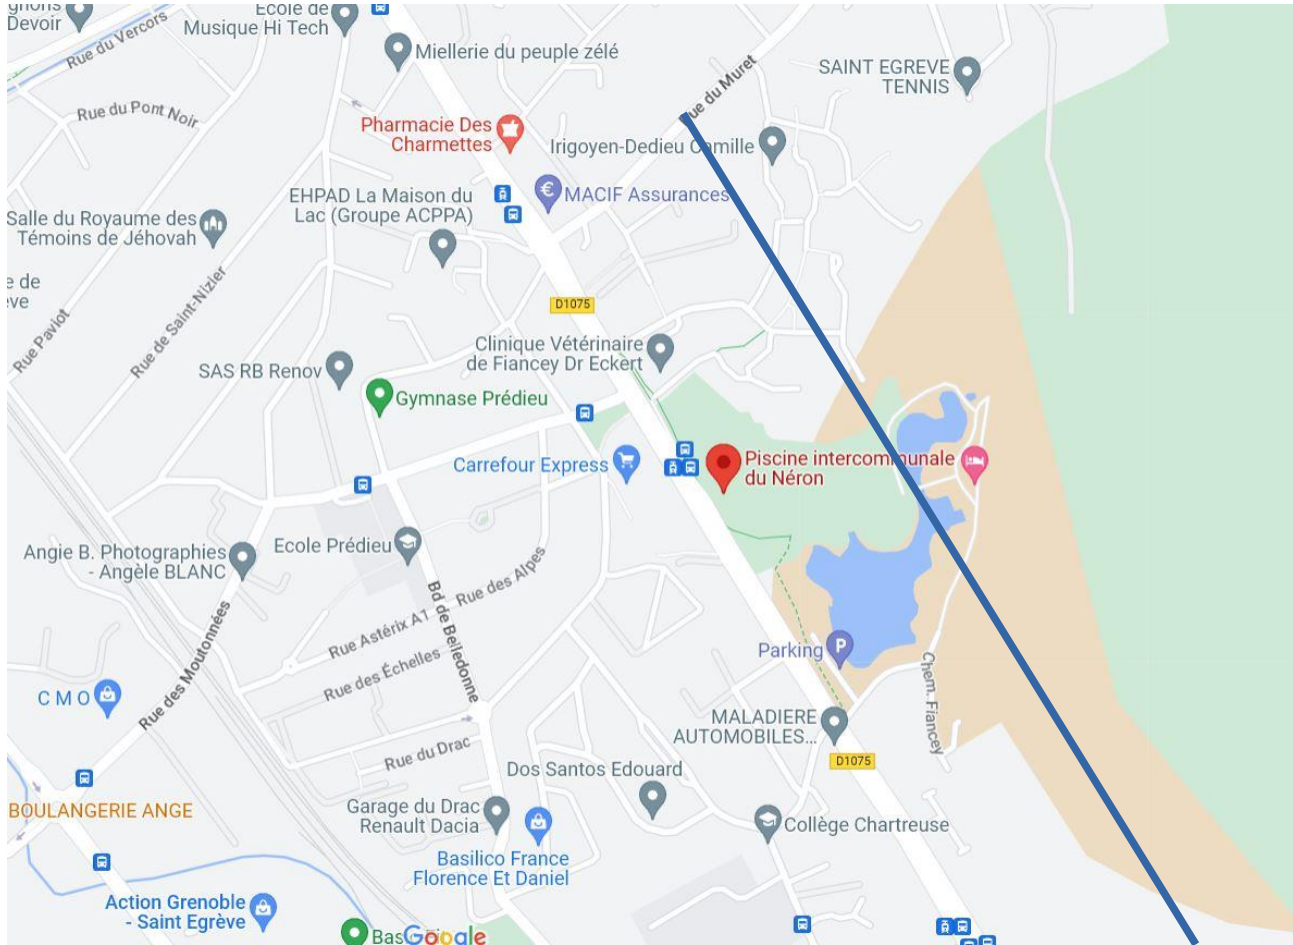 gnons
Devoir
Rue du Vercors
École de
Musique Hi Tech
Miellerie du peuple zélé
Rue du Muret
SAINT EGREVE
TENNIS
Rue du Pont Noir
Pharmacie Des
Charmettes
Irigoyen-Dedieu Camille
EHPAD La Maison du
Lac (Groupe ACPPA)
MACIF Assurances
Salle du Royaume des
Témoins de Jéhovah
e de
ève
Rue Paviot
Rue de Saint-Nizier
D1075
Clinique Vétérinaire
de Fiancey Dr Eckert
SAS RB Renov
Gymnase Prédieu
Carrefour Express
Piscine intercommunale
du Néron
Angie B. Photographies
- Angèle BLANC
Ecole Prédieu
Rue des Alpes
Bd de Belledonne
Rue Astérix A1
Rue des Échelles
Rue des Moutonnées
Parking
P
Chem. Fiancey
C M O
MALADIERE
AUTOMOBILES...
Rue du Drac
D1075
Dos Santos Edouard
BOULANGERIE ANGE
Garage du Drac
Renault Dacia
Collège Chartreuse
Basilico France
Florence Et Daniel
Action Grenoble
- Saint Egrève
Bas
Google